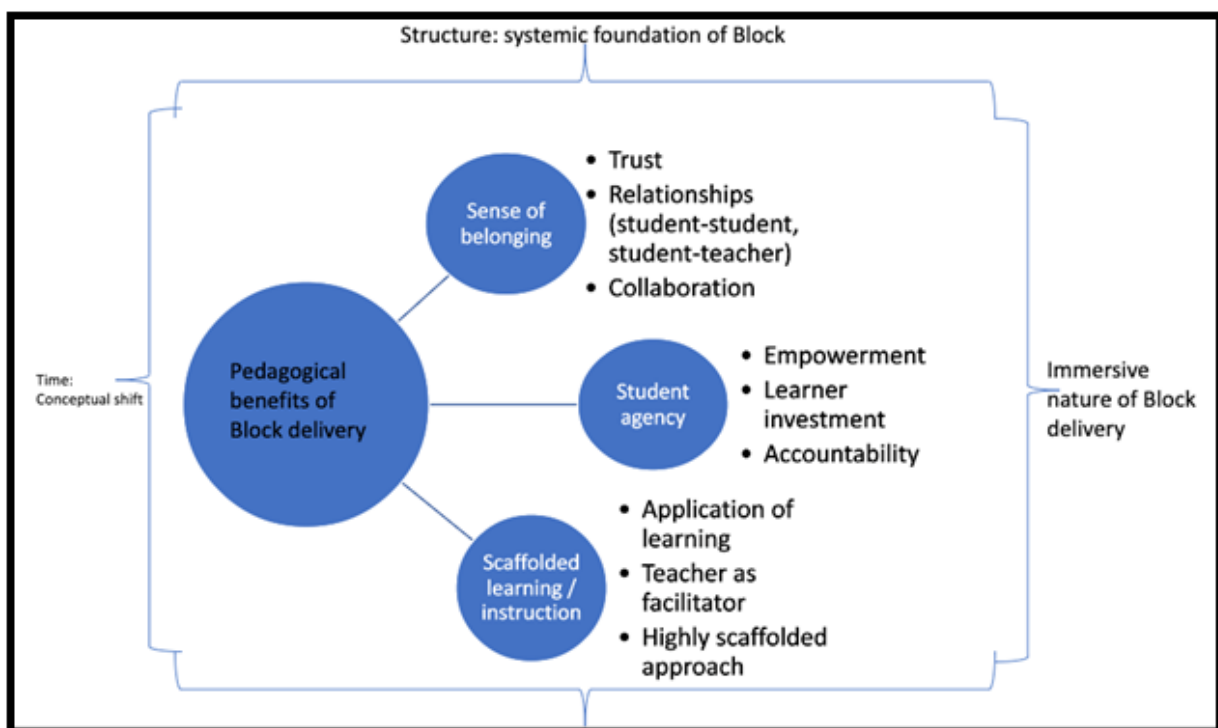 Structure: systemic foundation of Block
• Trust
• Relationships
(student-student,
student-teacher)
• Collaboration
Sense of
belonging
Time:
Conceptual shift
Pedagogical
benefits of
Block delivery
Student
agency
• Empowerment
• Learner
investment
• Accountability
Immersive
nature of Block
delivery
Scaffolded
learning /
instruction
• Application of
learning
• Teacher as
facilitator
• Highly scaffolded
approach